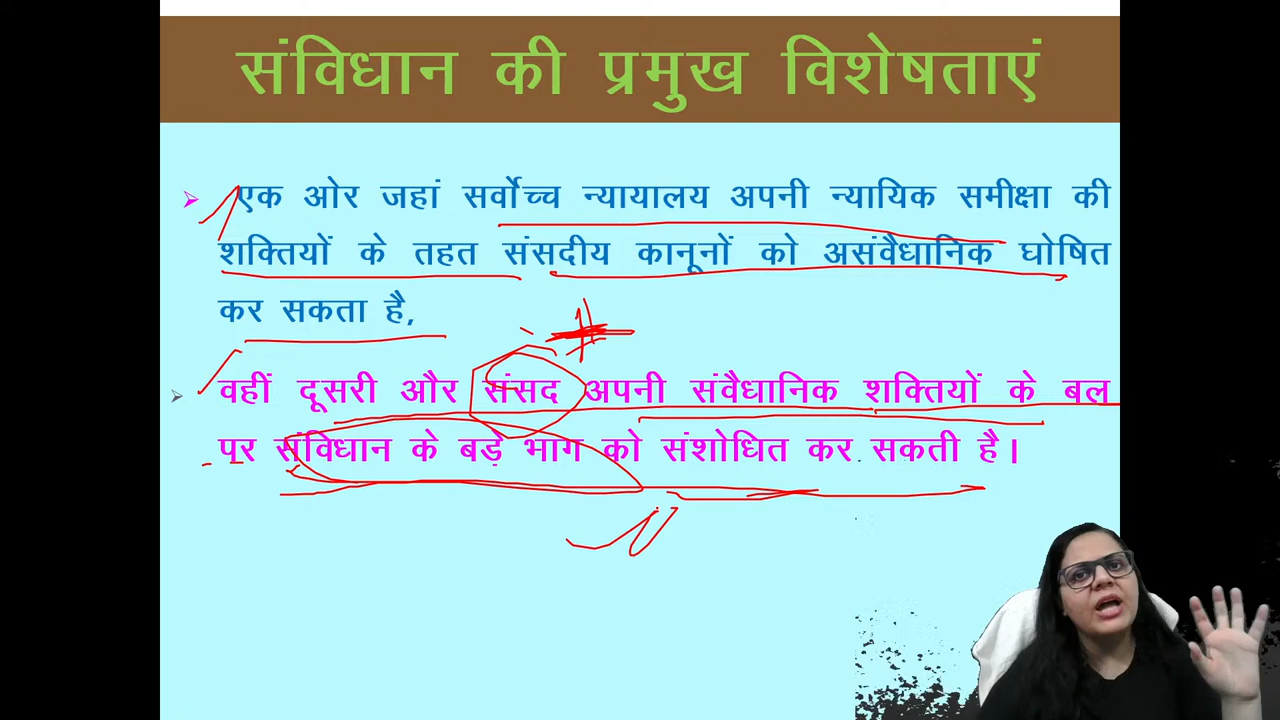 संविधान की प्रमुख विशेषताएं
एक ओर जहां सर्वोच्च न्यायालय अपनी न्यायिक समीक्षा की
शक्तियों के तहत संसदीय कानूनों को असंवैधानिक घोषित
कर सकता है,
वहीं दूसरी और संसद अपनी संवैधानिक शक्तियों के बल
पर संविधान के बड़े भाग को संशोधित कर सकती है।